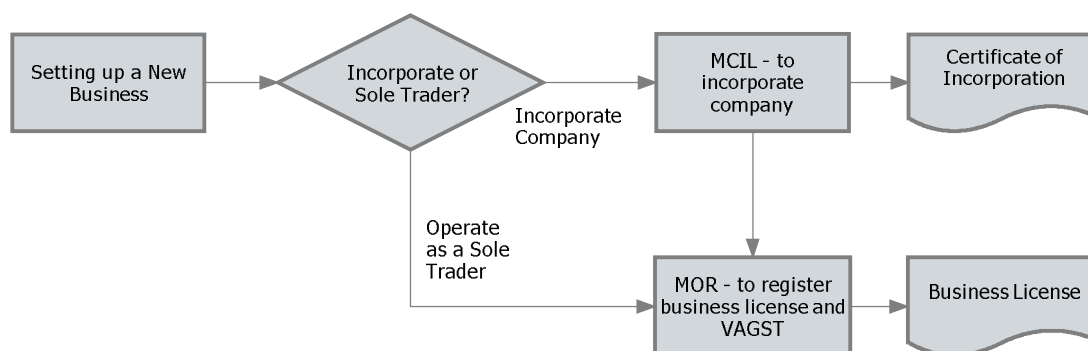 Setting up a New
Business
Incorporate or
Sole Trader?
Incorporate
Company
MCIL - to
incorporate
company
Certificate of
Incorporation
Operate
as a Sole
Trader
MOR - to register
business license and
VAGST
Business License